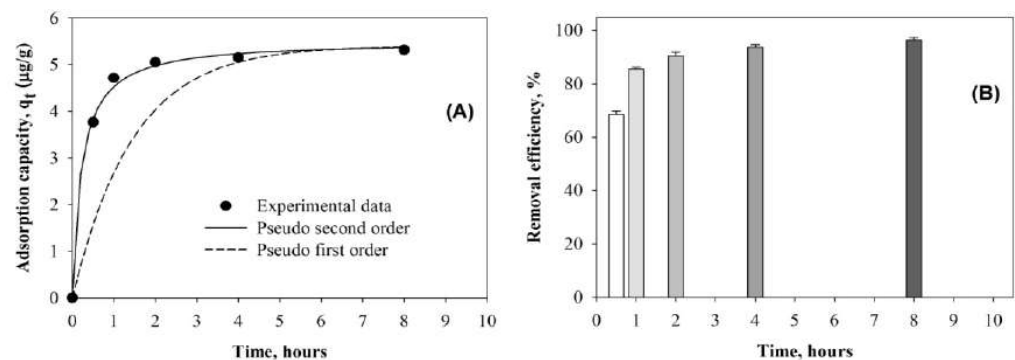 6
5
4
3
2
1
0
Adsorption capacity, qt (µg/g)
(A)
Experimental data
Pseudo second order
Pseudo first order
0 1 2 3 4 5 6 7 8 9 10
Time, hours
100
80
60
40
20
0
Removal efficiency, %
(B)
0 1 2 3 4 5 6 7 8 9 10
Time, hours